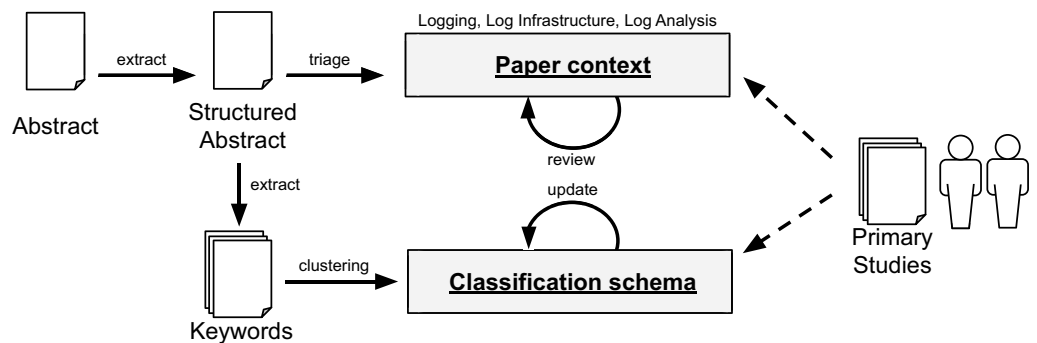 Logging, Log Infrastructure, Log Analysis
extract
triage
Paper context
Abstract
Structured
Abstract
review
extract
update
Primary
Studies
clustering
Classification schema
Keywords